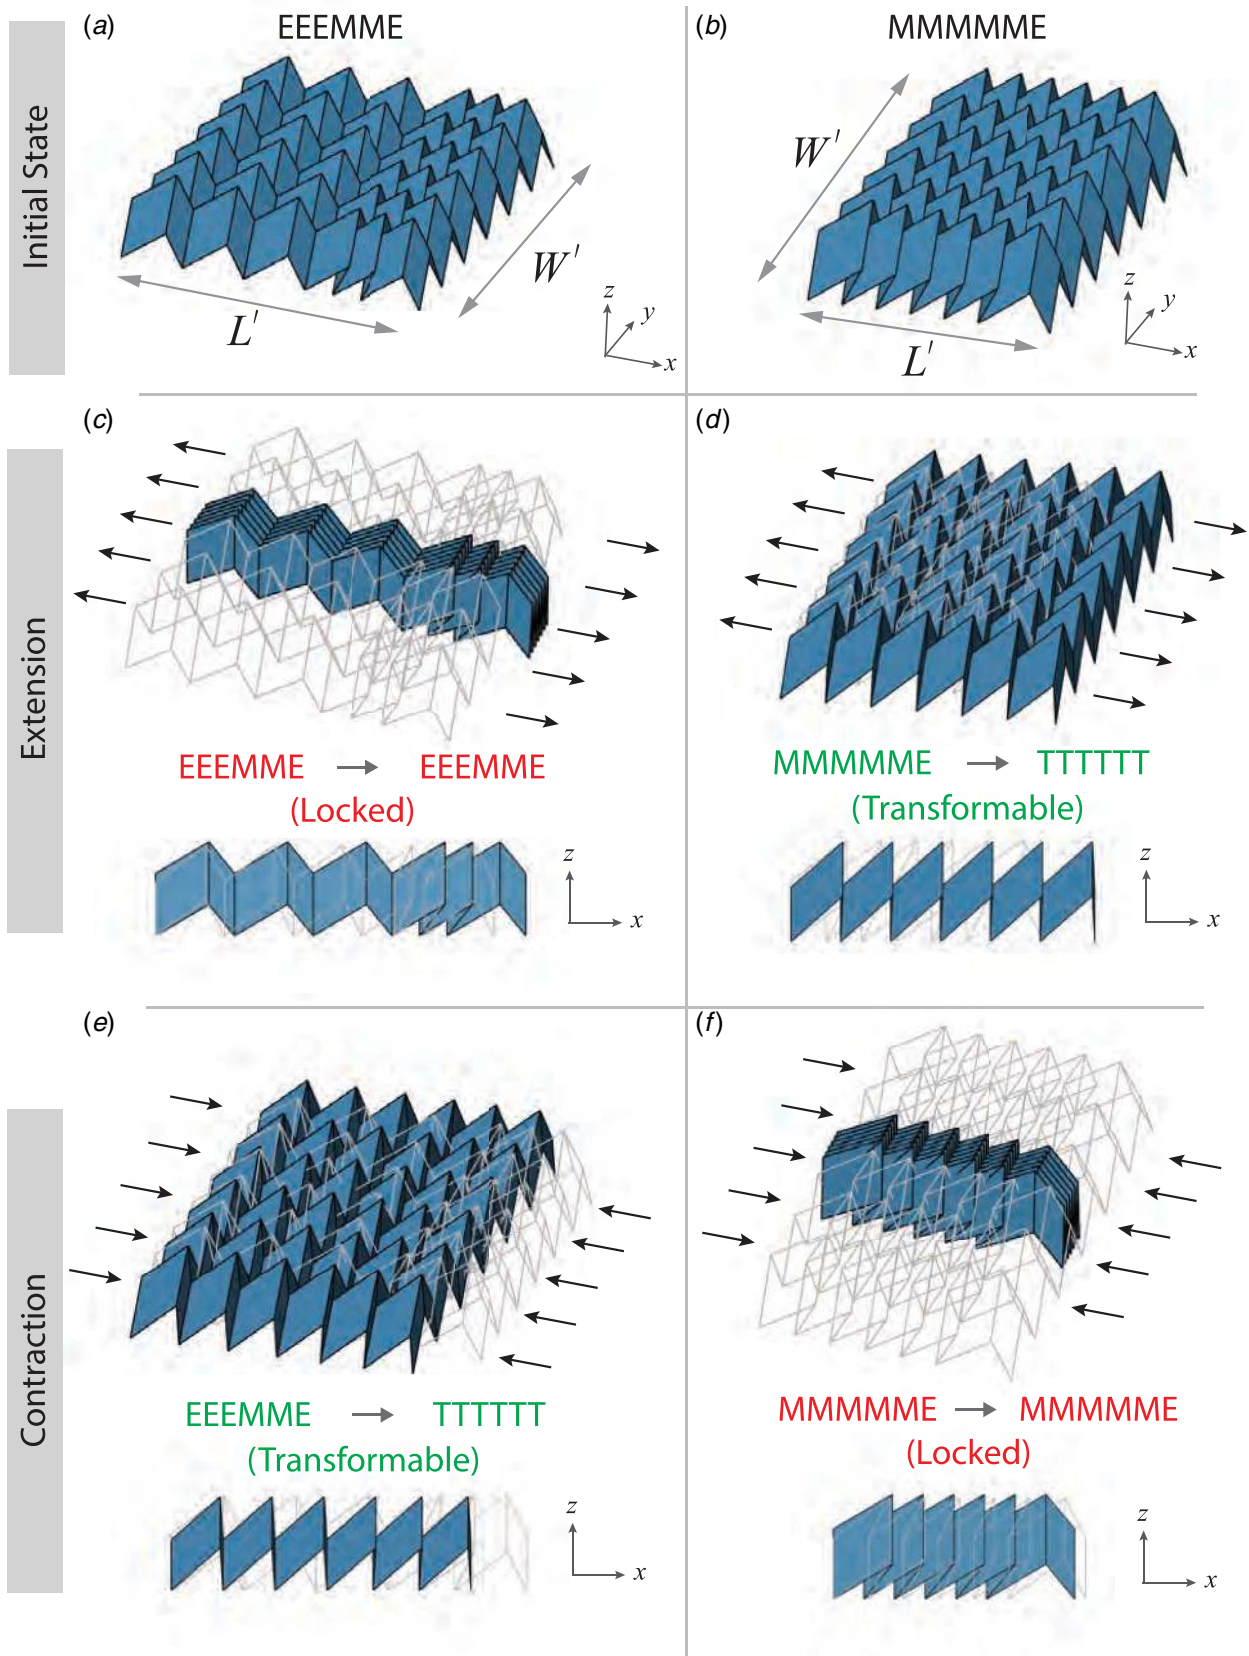 Initial State
(a)
EEEMME
L'
W'
z
y
x
(b)
MMMMME
W'
L'
z
y
x
Extension
(c)
EEEMME → EEEMME
(Locked)
z
x
(d)
MMMMME → TTTTTT
(Transformable)
z
x
Contraction
(e)
EEEMME → TTTTTT
(Transformable)
z
x
(f)
MMMMME → MMMMME
(Locked)
z
x